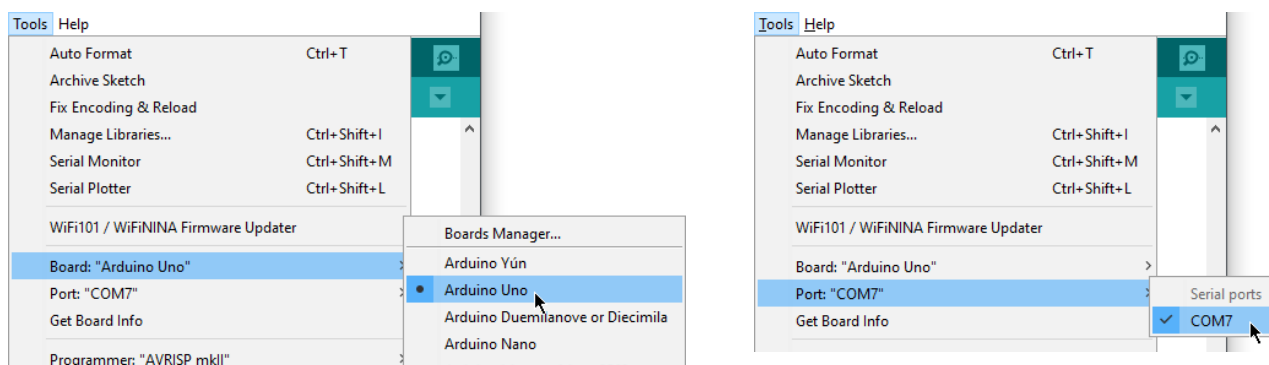 Tools Help
Auto Format Ctrl+T
Archive Sketch
Fix Encoding & Reload
Manage Libraries... Ctrl+Shift+I
Serial Monitor Ctrl+Shift+M
Serial Plotter Ctrl+Shift+L
WiFi101 / WiFiNINA Firmware Updater
Board: "Arduino Uno"
Port: "COM7"
Get Board Info
Programmer: "AVRISP mkII"
Boards Manager...
Arduino Yún
Arduino Uno
Arduino Duemilanove or Diecimila
Arduino Nano
Tools Help
Auto Format Ctrl+T
Archive Sketch
Fix Encoding & Reload
Manage Libraries... Ctrl+Shift+I
Serial Monitor Ctrl+Shift+M
Serial Plotter Ctrl+Shift+L
WiFi101 / WiFiNINA Firmware Updater
Board: "Arduino Uno"
Port: "COM7"
Get Board Info
Serial ports
COM7